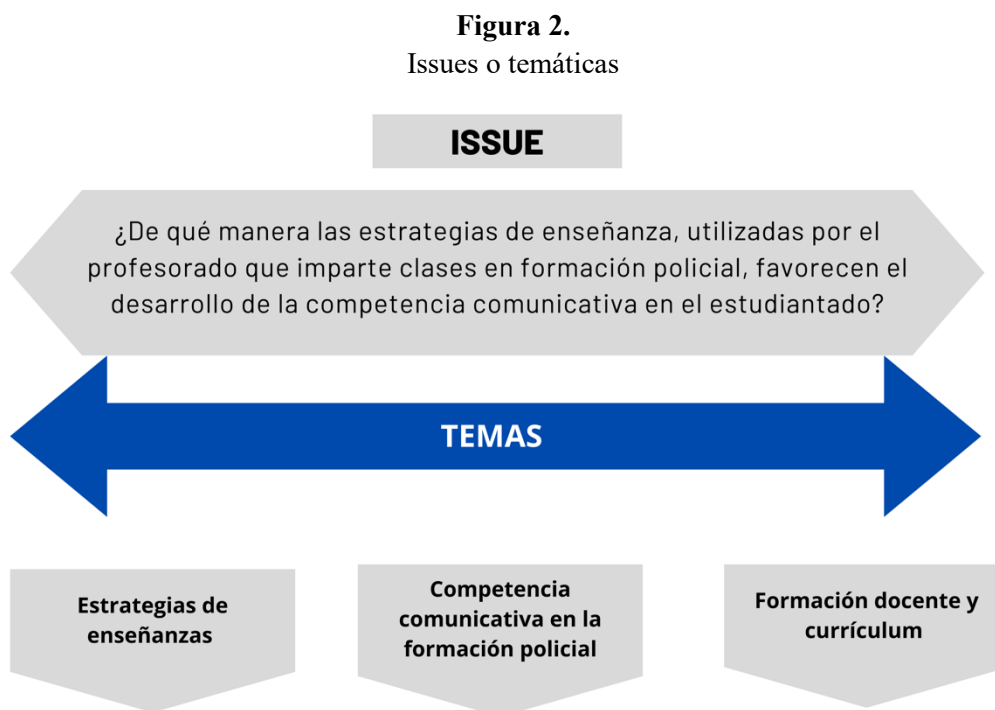 Figura 2.
Issues o temáticas
ISSUE
¿De qué manera las estrategias de enseñanza, utilizadas por el
profesorado que imparte clases en formación policial, favorecen el
desarrollo de la competencia comunicativa en el estudiantado?
TEMAS
Estrategias de
enseñanzas
Competencia
comunicativa en la
formación policial
Formación docente y
currículum